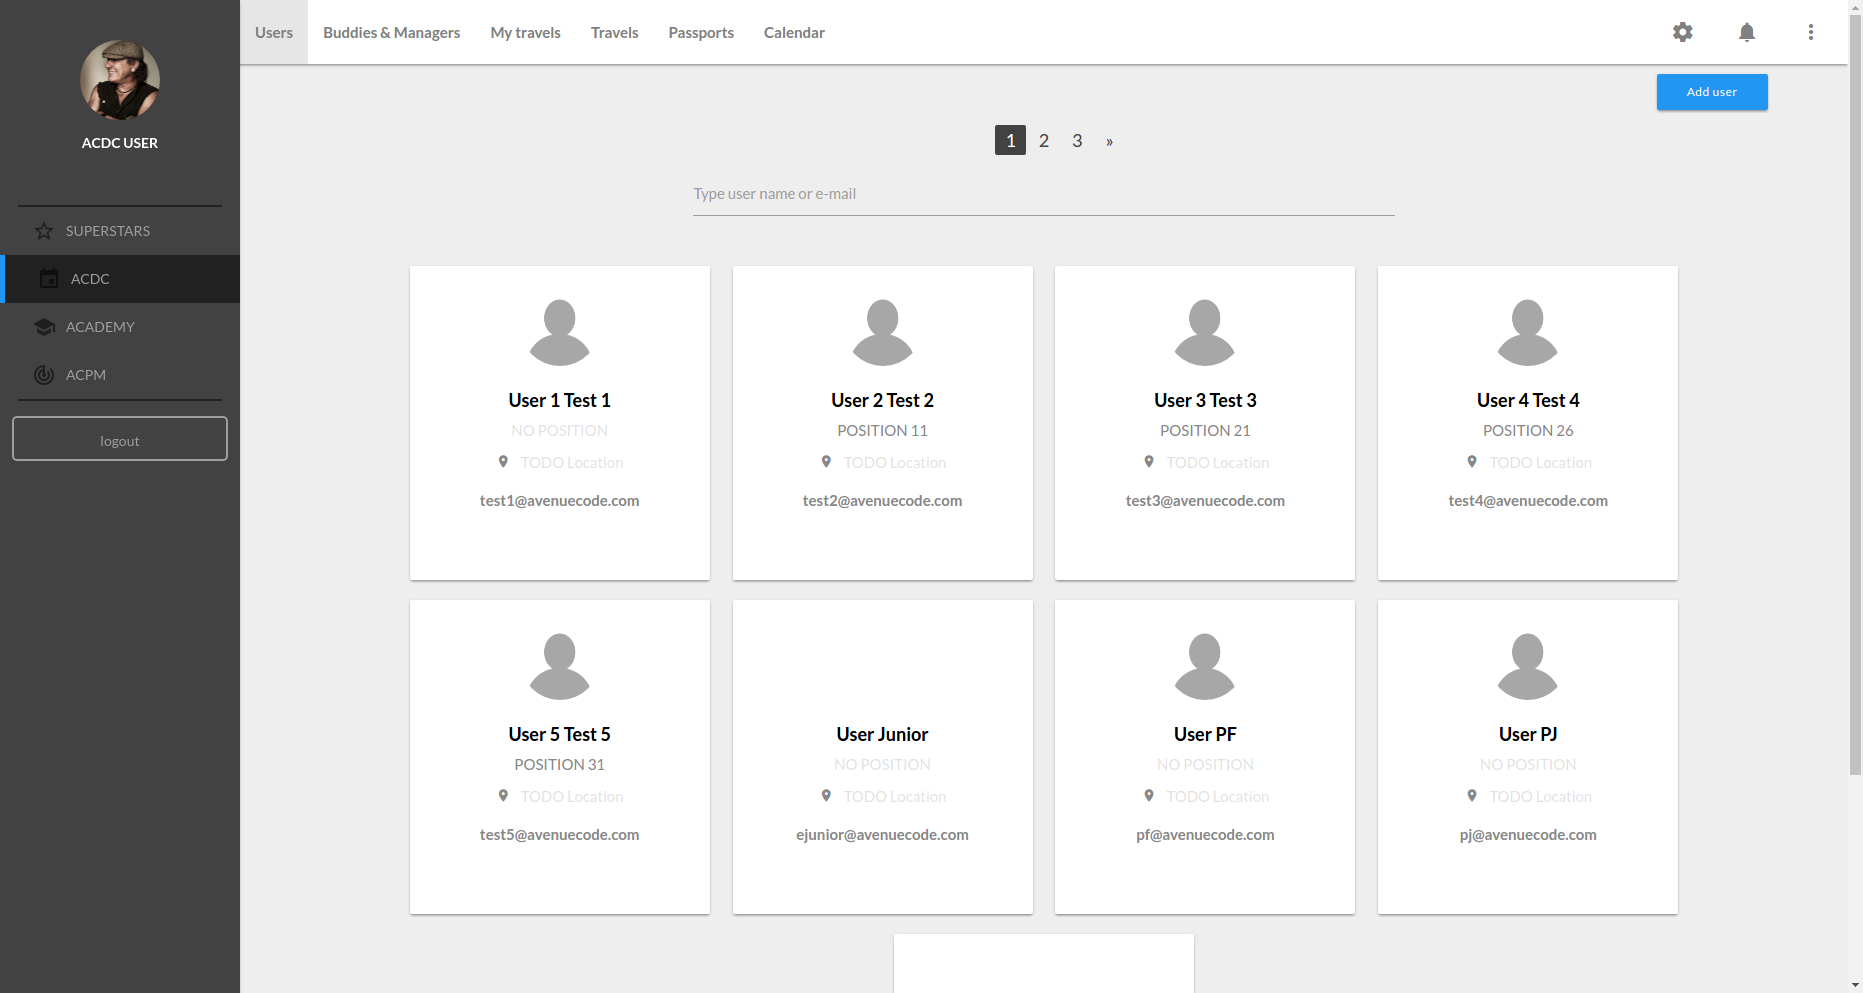 ACDC USER
SUPERSTARS
ACDC
ACADEMY
ACPM
logout
Users Buddies & Managers My travels Travels Passports Calendar
Add user
1 2 3 »
Type user name or e-mail
User 1 Test 1
NO POSITION
TODO Location
test1@avenuecode.com
User 2 Test 2
POSITION 11
TODO Location
test2@avenuecode.com
User 3 Test 3
POSITION 21
TODO Location
test3@avenuecode.com
User 4 Test 4
POSITION 26
TODO Location
test4@avenuecode.com
User 5 Test 5
POSITION 31
TODO Location
test5@avenuecode.com
User Junior
NO POSITION
TODO Location
ejunior@avenuecode.com
User PF
NO POSITION
TODO Location
pf@avenuecode.com
User PJ
NO POSITION
TODO Location
pj@avenuecode.com